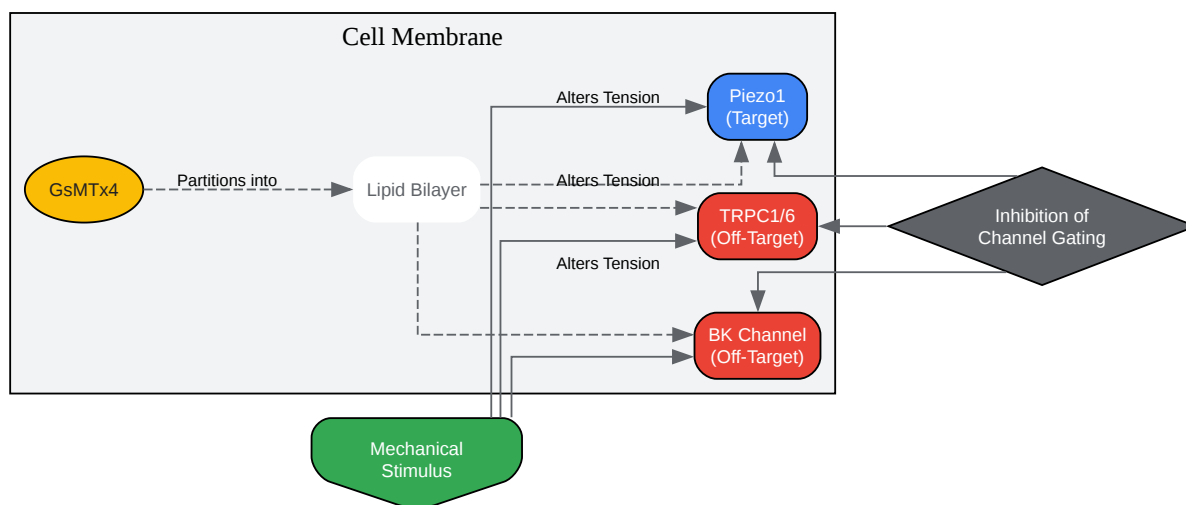 Cell Membrane
Alters Tension
Piezo1
(Target)
GsMTx4
Partitions into
Lipid Bilayer
Alters Tension
TRPC1/6
(Off-Target)
Inhibition of
Channel Gating
Alters Tension
BK Channel
(Off-Target)
Mechanical
Stimulus